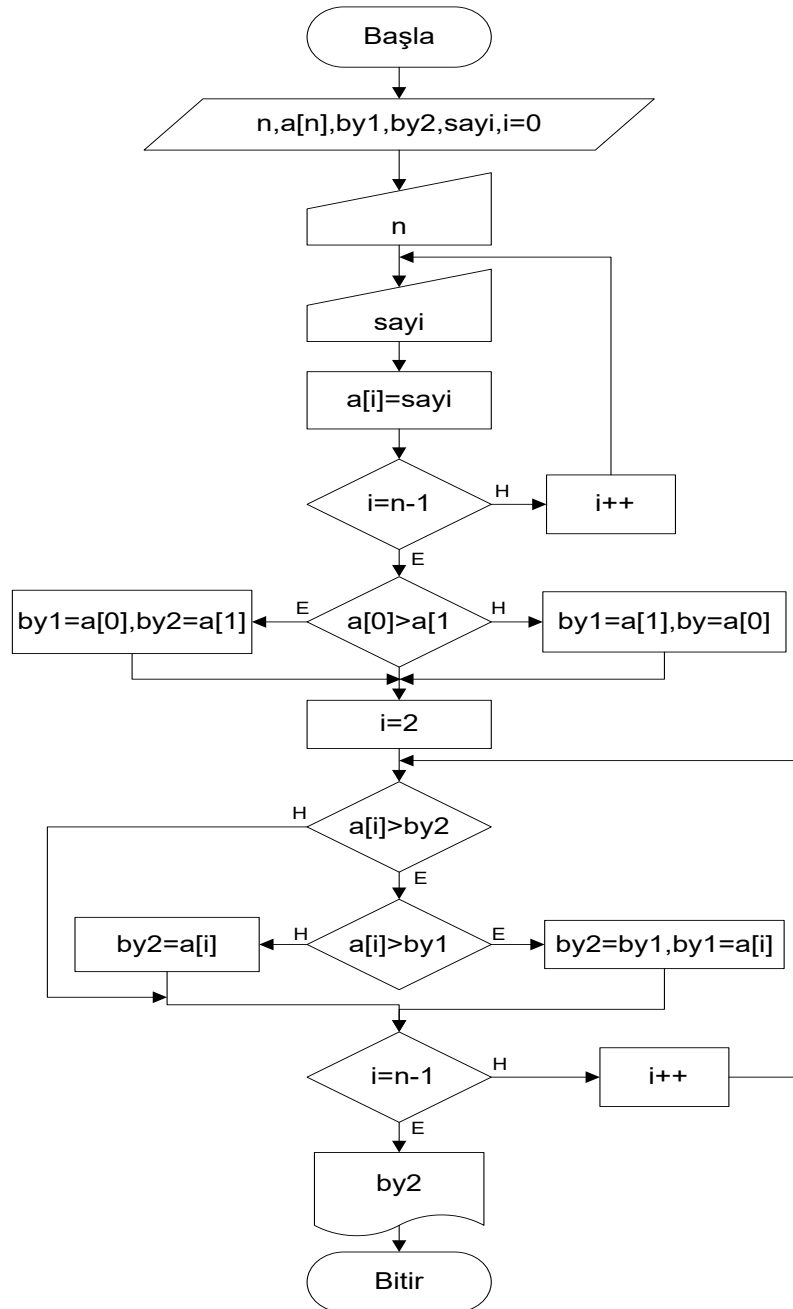 Başla
n,a[n],by1,by2,sayi,i=0
n
sayi
a[i]=sayi
i=n-1
H
i++
E
by1=a[0],by2=a[1]
E
a[0]>a[1
H
by1=a[1],by=a[0]
i=2
H
a[i]>by2
E
by2=a[i]
H
a[i]>by1
E
by2=by1,by1=a[i]
i=n-1
H
i++
E
by2
Bitir